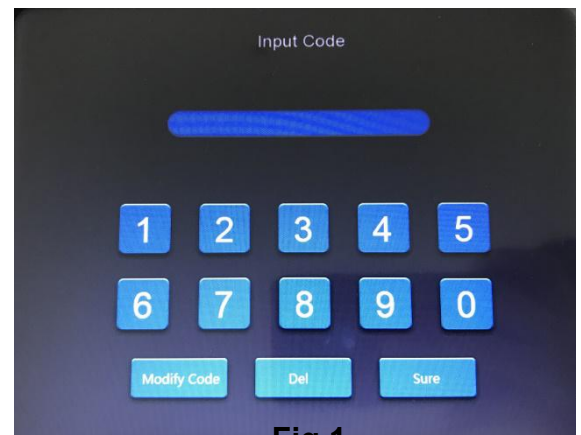 Input Code
1 2 3 4 5
6 7 8 9 0
Modify Code Del Sure
Fig 1